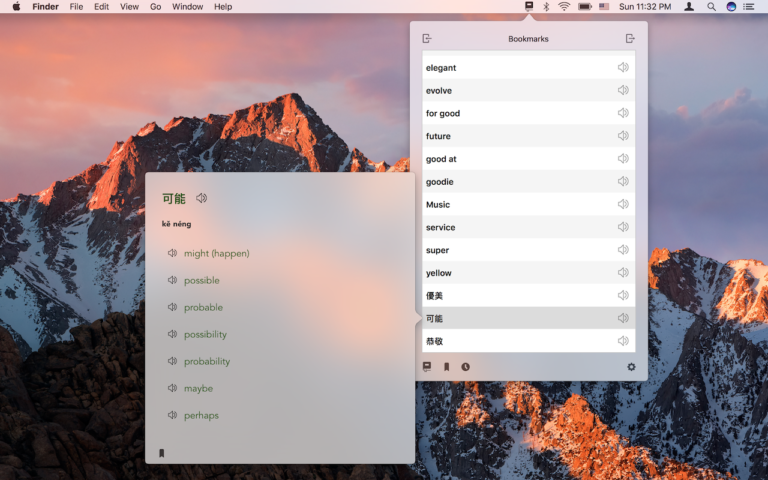 Finder File Edit View Go Window Help Sun 11:32 PM
Bookmarks
elegant
evolve
for good
future
good at
goodie
Music
service
super
yellow
優美
可能
恭敬
可能
kě néng
might (happen)
possible
probable
possibility
probability
maybe
perhaps